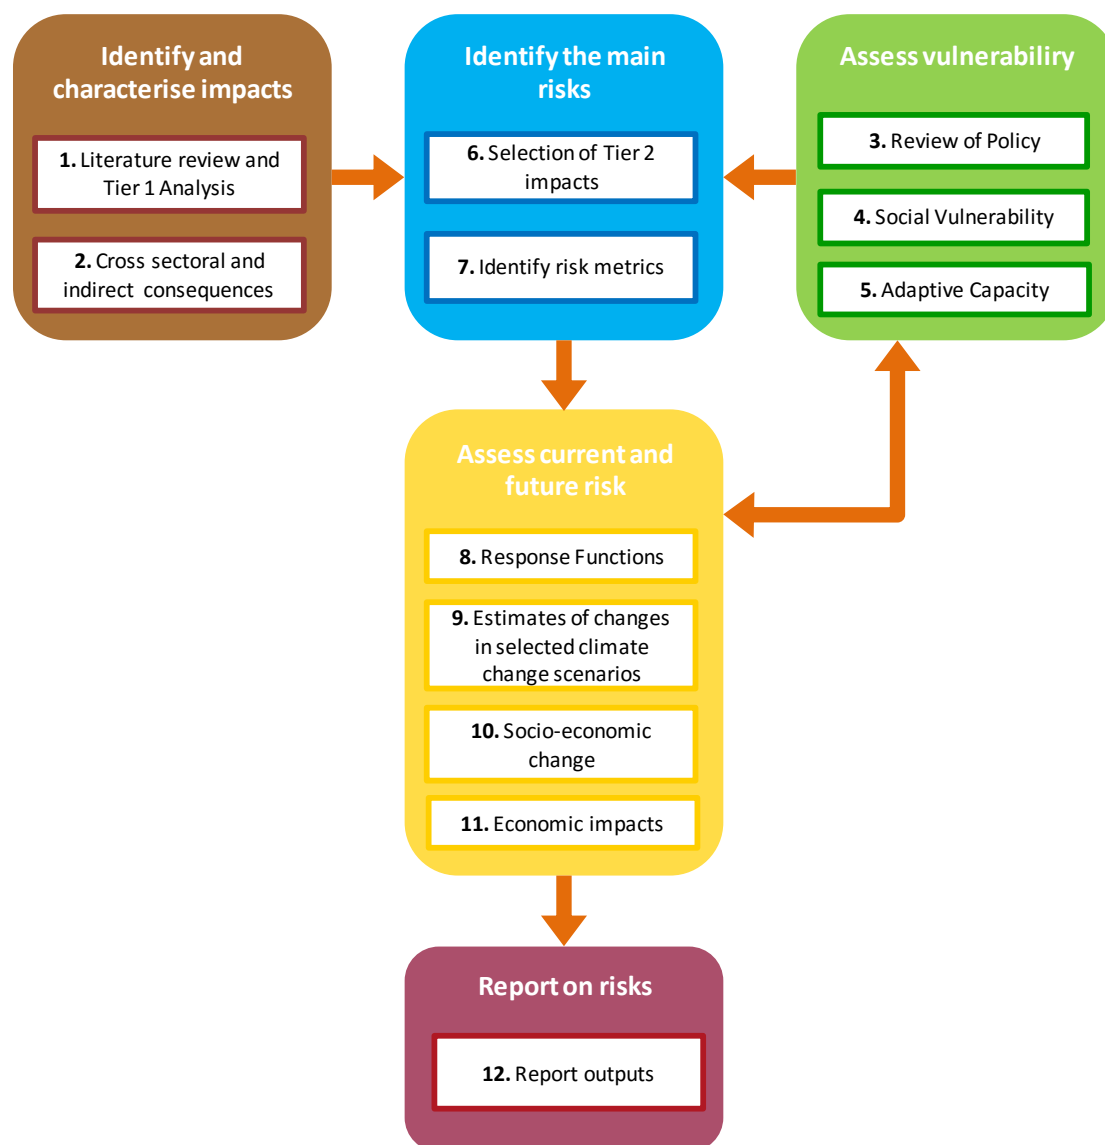 Identify and
characterise impacts
1. Literature review and
Tier 1 Analysis
2. Cross sectoral and
indirect consequences
Identify the main
risks
6. Selection of Tier 2
impacts
7. Identify risk metrics
Assess vulnerabiliry
3. Review of Policy
4. Social Vulnerability
5. Adaptive Capacity
Assess current and
future risk
8. Response Functions
9. Estimates of changes
in selected climate
change scenarios
10. Socio-economic
change
11. Economic impacts
Report on risks
12. Report outputs